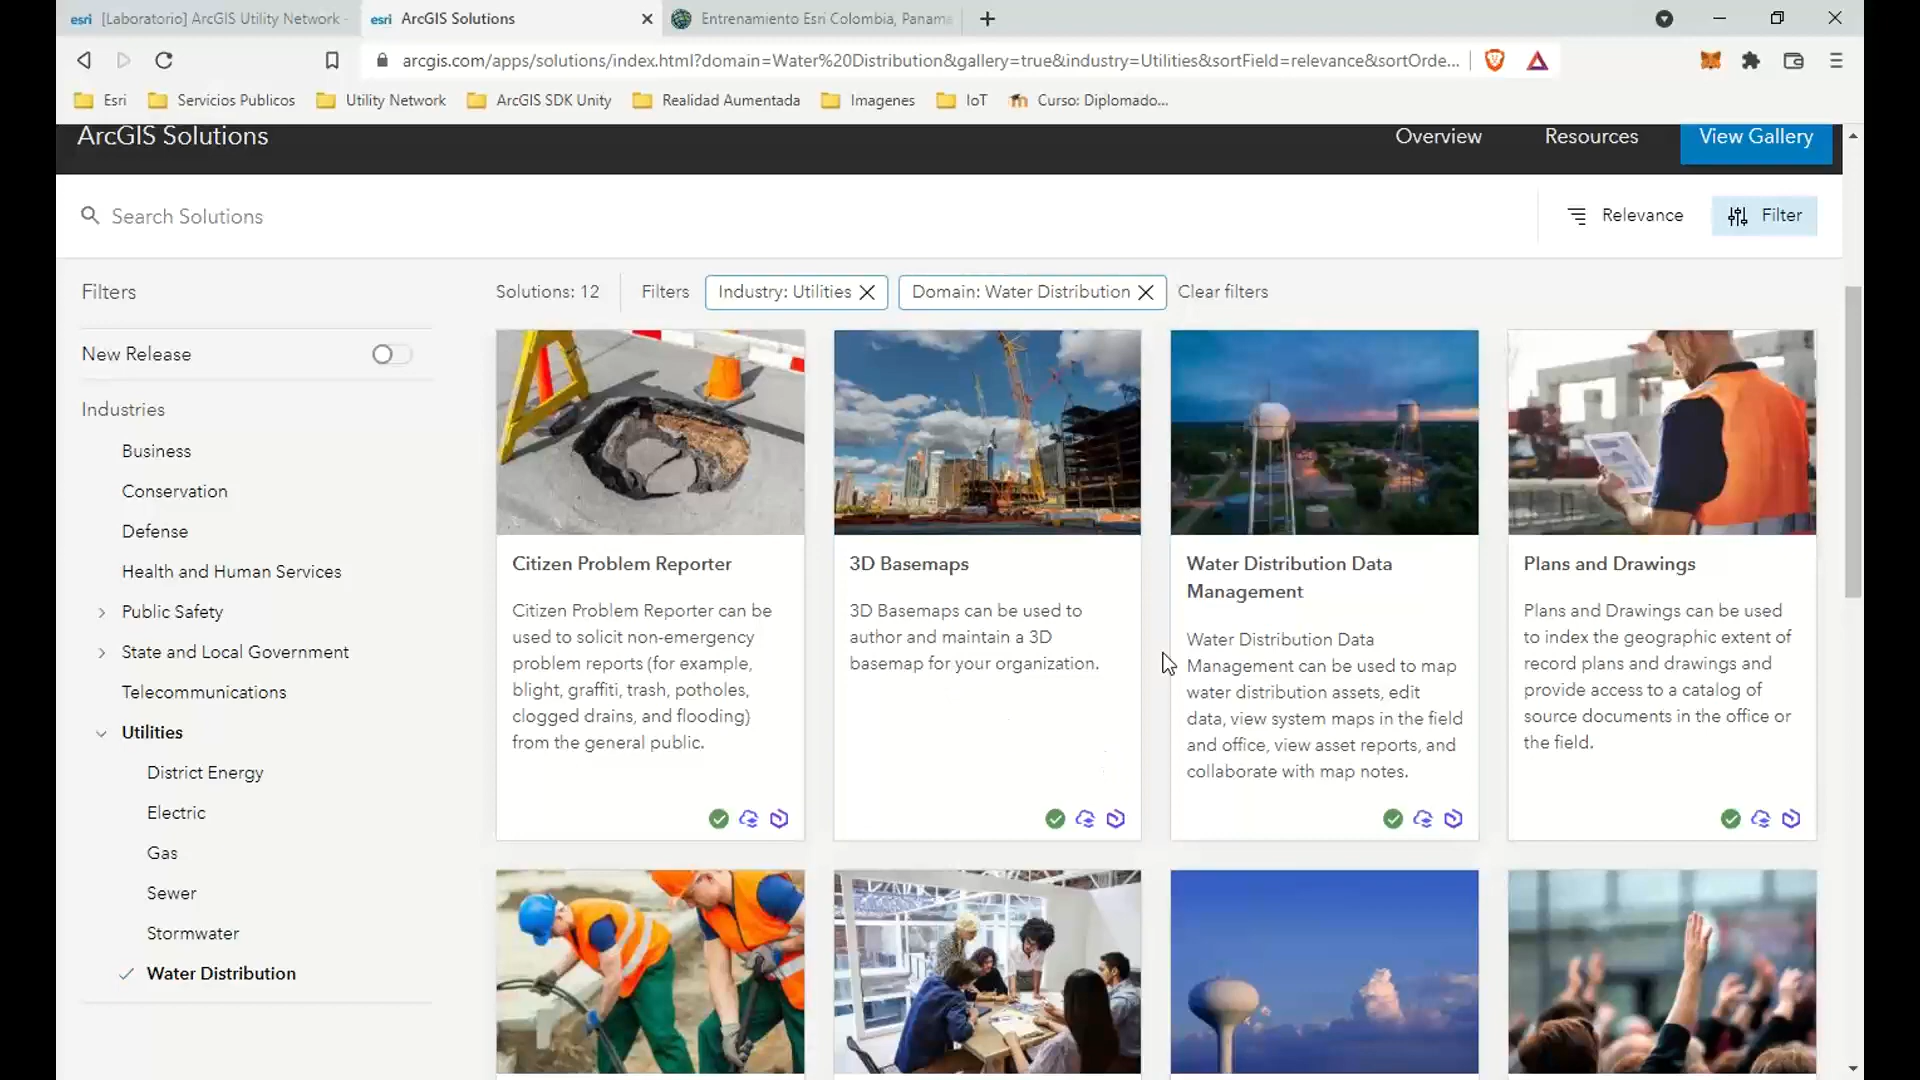 esri [Laboratorio] ArcGIS Utility Network
esri ArcGIS Solutions
Entrenamiento Esri Colombia, Panam
arcgis.com/apps/solutions/index.html?domain=Water%20Distribution&gallery=true&industry=Utilities&sortField=relevance&sortOrde...
Esri
Servicios Publicos
Utility Network
ArcGIS SDK Unity
Realidad Aumentada
Imagenes
IoT
Curso: Diplomado...
ArcGIS Solutions
Overview
Resources
View Gallery
Search Solutions
Relevance
Filter
Filters
New Release
Industries
Business
Conservation
Defense
Health and Human Services
Public Safety
State and Local Government
Telecommunications
Utilities
District Energy
Electric
Gas
Sewer
Stormwater
Water Distribution
Solutions: 12
Filters
Industry: Utilities
Domain: Water Distribution
Clear filters
Citizen Problem Reporter
Citizen Problem Reporter can be
used to solicit non-emergency
problem reports (for example,
blight, graffiti, trash, potholes,
clogged drains, and flooding)
from the general public.
3D Basemaps
3D Basemaps can be used to
author and maintain a 3D
basemap for your organization.
Water Distribution Data
Management
Water Distribution Data
Management can be used to map
water distribution assets, edit
data, view system maps in the field
and office, view asset reports, and
collaborate with map notes.
Plans and Drawings
Plans and Drawings can be used
to index the geographic extent of
record plans and drawings and
provide access to a catalog of
source documents in the office or
the field.